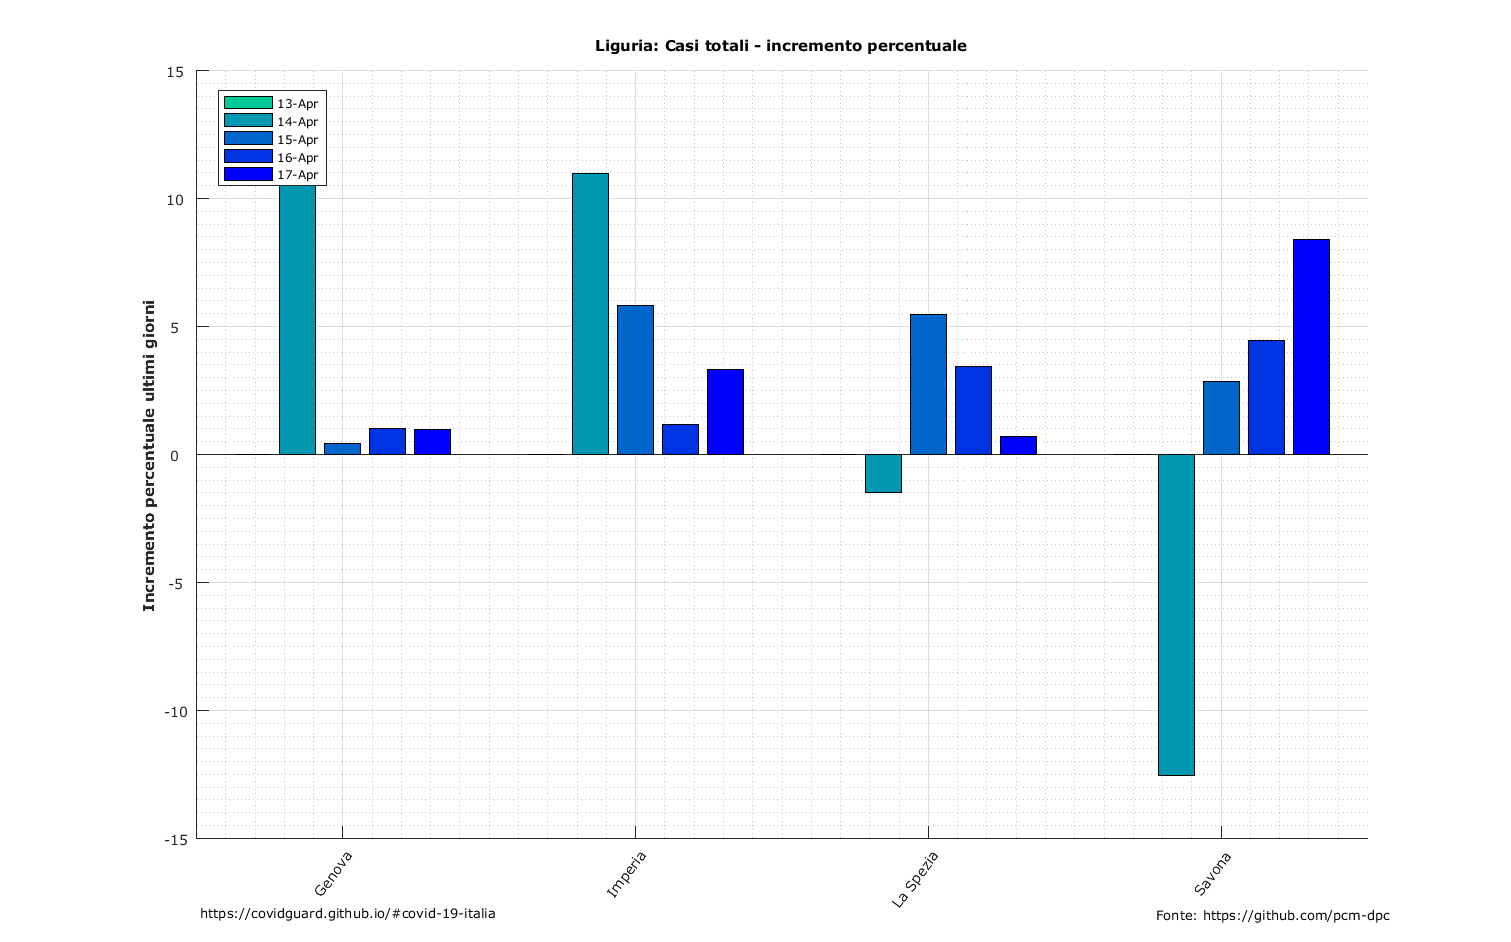 Liguria: Casi totali - incremento percentuale
15
10
5
0
-5
-10
-15
Incremento percentuale ultimi giorni
13-Apr
14-Apr
15-Apr
16-Apr
17-Apr
Genova
Imperia
La Spezia
Savona
https://covidguard.github.io/#covid-19-italia
Fonte: https://github.com/pcm-dpc